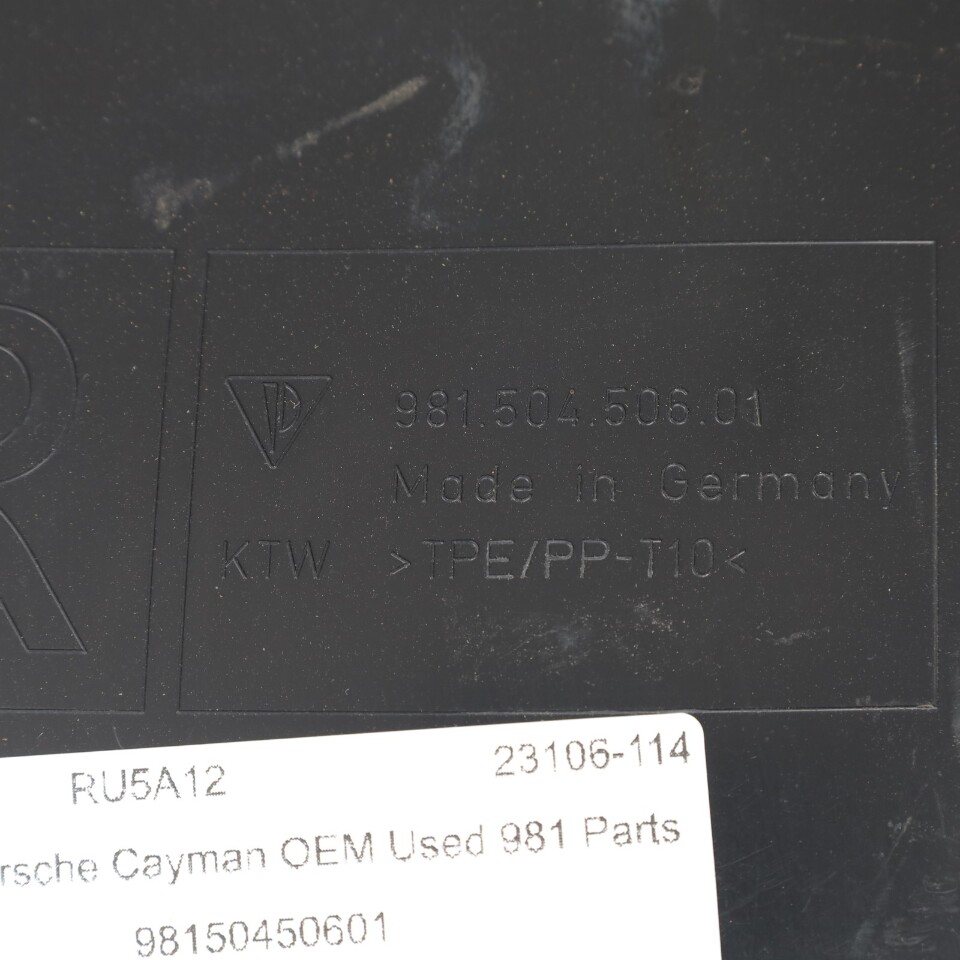 R
981.504.506.01
Made in Germany
KTW >TPE/PP-T10<
RU5A12 23106-114
rsche Cayman OEM Used 981 Parts
98150450601